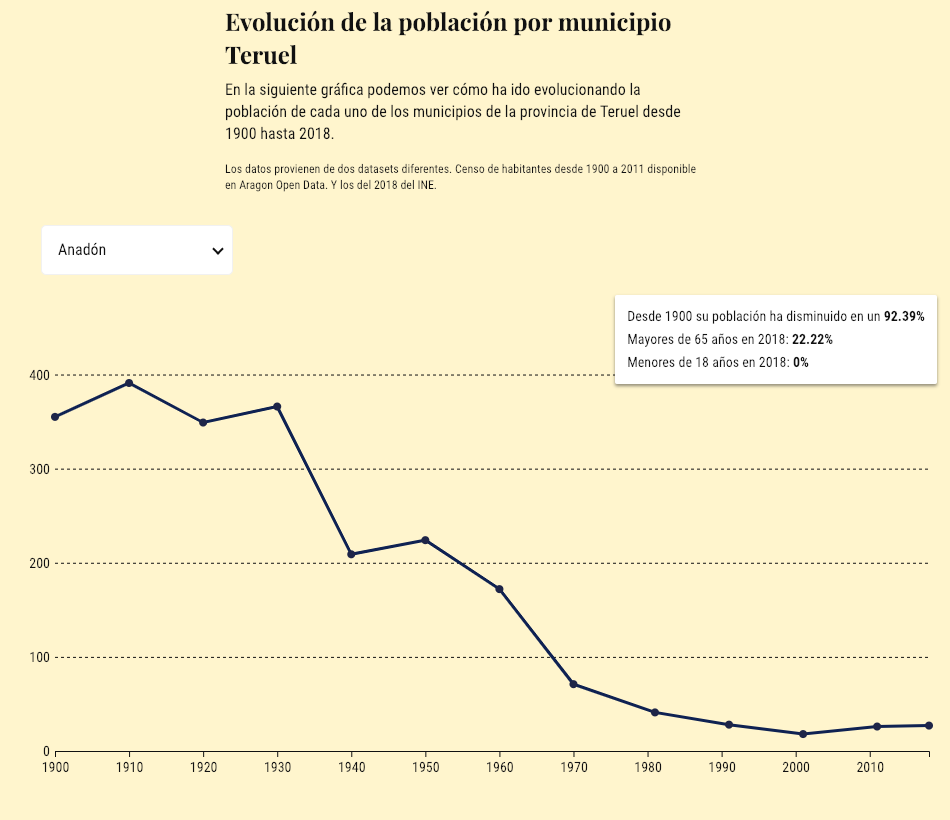 Evolución de la población por municipio
Teruel
En la siguiente gráfica podemos ver cómo ha ido evolucionando la
población de cada uno de los municipios de la provincia de Teruel desde
1900 hasta 2018.
Los datos provienen de dos datasets diferentes. Censo de habitantes desde 1900 a 2011 disponible
en Aragon Open Data. Y los del 2018 del INE.
Anadón
Desde 1900 su población ha disminuido en un 92.39%
Mayores de 65 años en 2018: 22.22%
Menores de 18 años en 2018: 0%
400
300
200
100
0
1900 1910 1920 1930 1940 1950 1960 1970 1980 1990 2000 2010